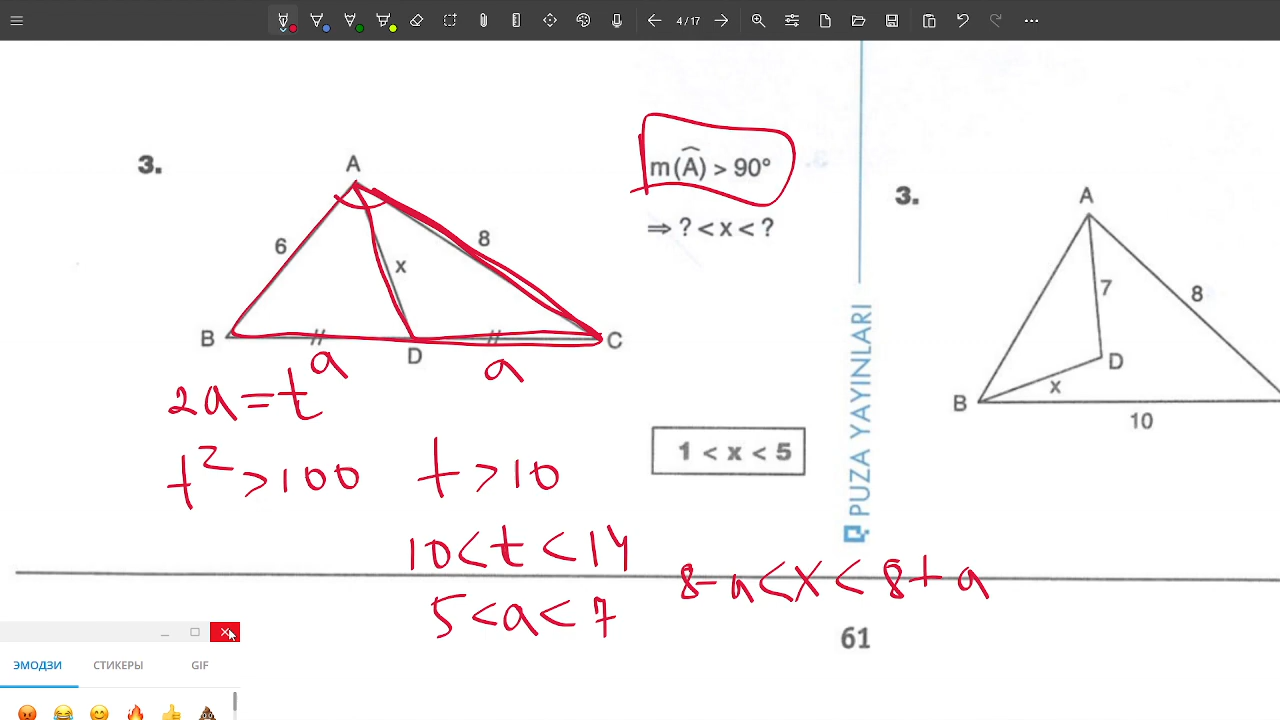 4 / 17
3.
A
6
8
x
B
D
C
m(A) > 90°
⇒ ? < x < ?
a
a
2a = t
t² > 100
t > 10
10 < t < 14
5 < a < 7
8 - a < x < 8 + a
1 < x < 5
PUZA YAYINLARI
61
3.
A
7
8
D
B
x
10
ЭМОДЗИ
СТИКЕРЫ
GIF